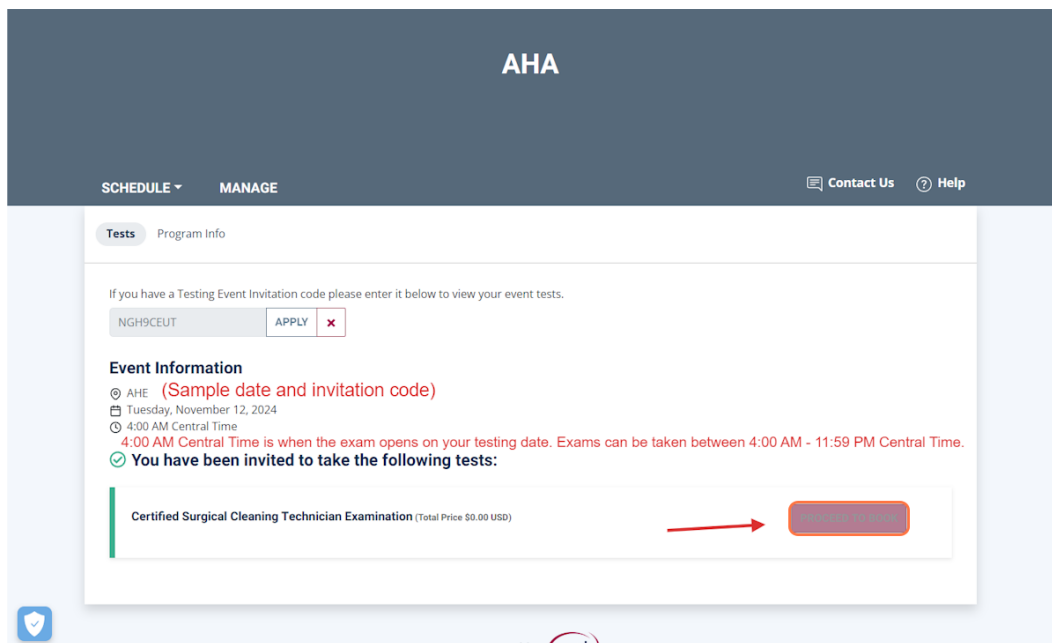 AHA
SCHEDULE MANAGE Contact Us Help
Tests Program Info
If you have a Testing Event Invitation code please enter it below to view your event tests.
NGH9CEUT APPLY
Event Information
AHE (Sample date and invitation code)
Tuesday, November 12, 2024
4:00 AM Central Time
4:00 AM Central Time is when the exam opens on your testing date. Exams can be taken between 4:00 AM - 11:59 PM Central Time.
You have been invited to take the following tests:
Certified Surgical Cleaning Technician Examination (Total Price $0.00 USD) PROCEED TO BOOK